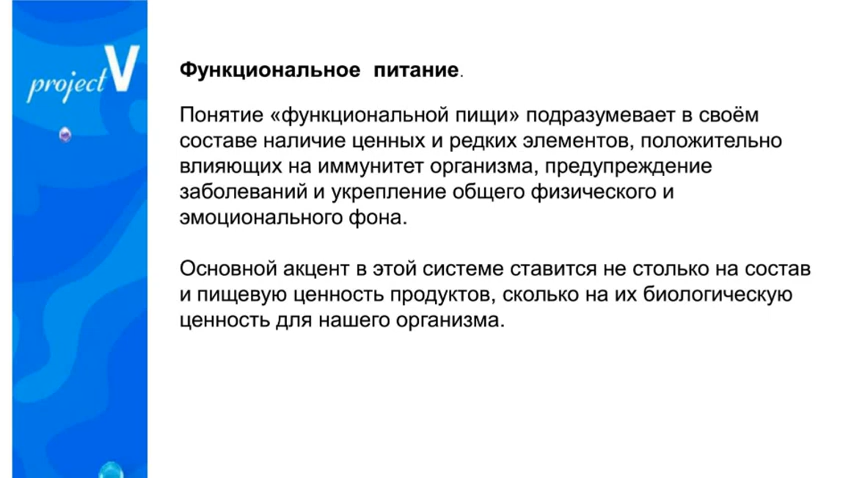 project V
Функциональное питание.
Понятие «функциональной пищи» подразумевает в своём
составе наличие ценных и редких элементов, положительно
влияющих на иммунитет организма, предупреждение
заболеваний и укрепление общего физического и
эмоционального фона.
Основной акцент в этой системе ставится не столько на состав
и пищевую ценность продуктов, сколько на их биологическую
ценность для нашего организма.